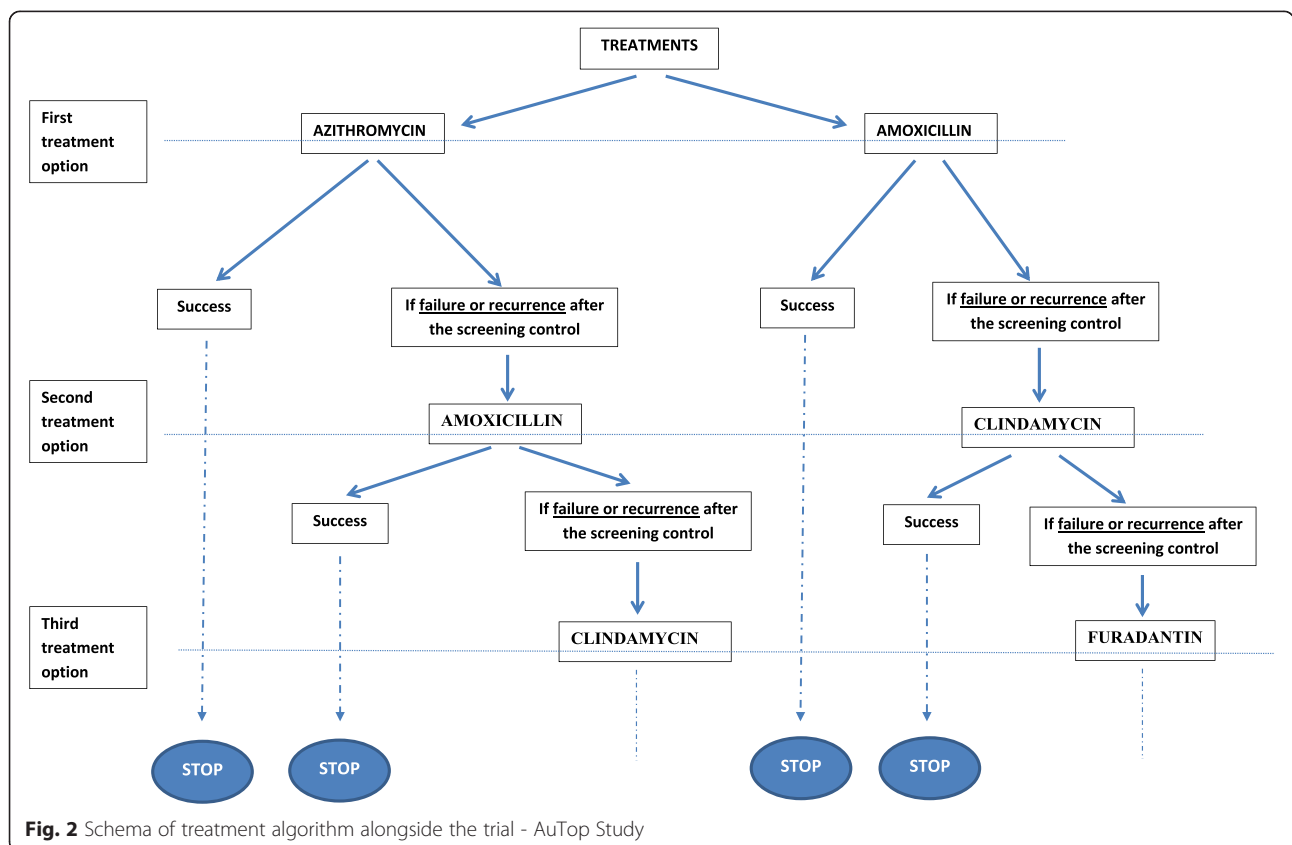 TREATMENTS
First
treatment
option
AZITHROMYCIN
AMOXICILLIN
Success
If failure or recurrence after
the screening control
Success
If failure or recurrence after
the screening control
Second
treatment
option
AMOXICILLIN
CLINDAMYCIN
Success
If failure or recurrence after
the screening control
Success
If failure or recurrence after
the screening control
Third
treatment
option
CLINDAMYCIN
FURADANTIN
STOP
STOP
STOP
STOP
Fig. 2 Schema of treatment algorithm alongside the trial - AuTop Study